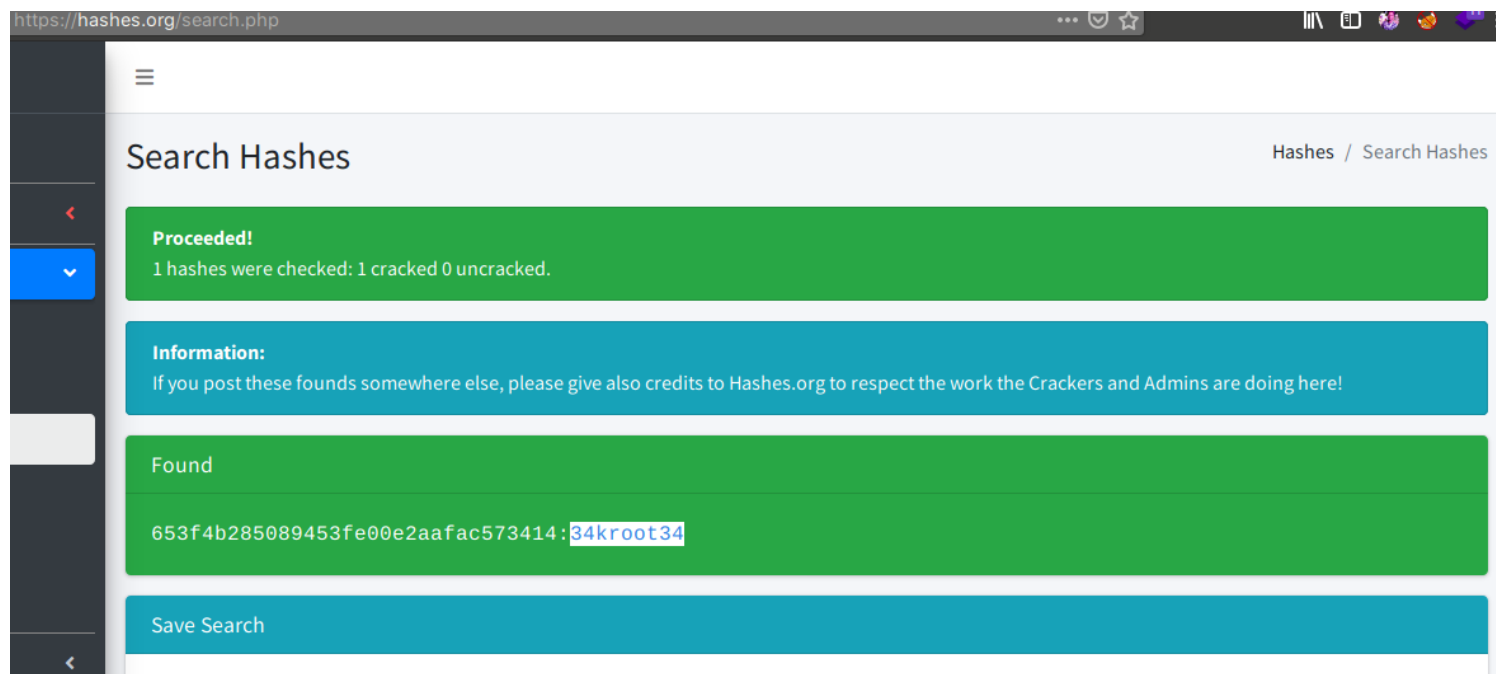 https://hashes.org/search.php
Search Hashes
Hashes / Search Hashes
Proceeded!
1 hashes were checked: 1 cracked 0 uncracked.
Information:
If you post these founds somewhere else, please give also credits to Hashes.org to respect the work the Crackers and Admins are doing here!
Found
653f4b285089453fe00e2aafac573414:34kroot34
Save Search